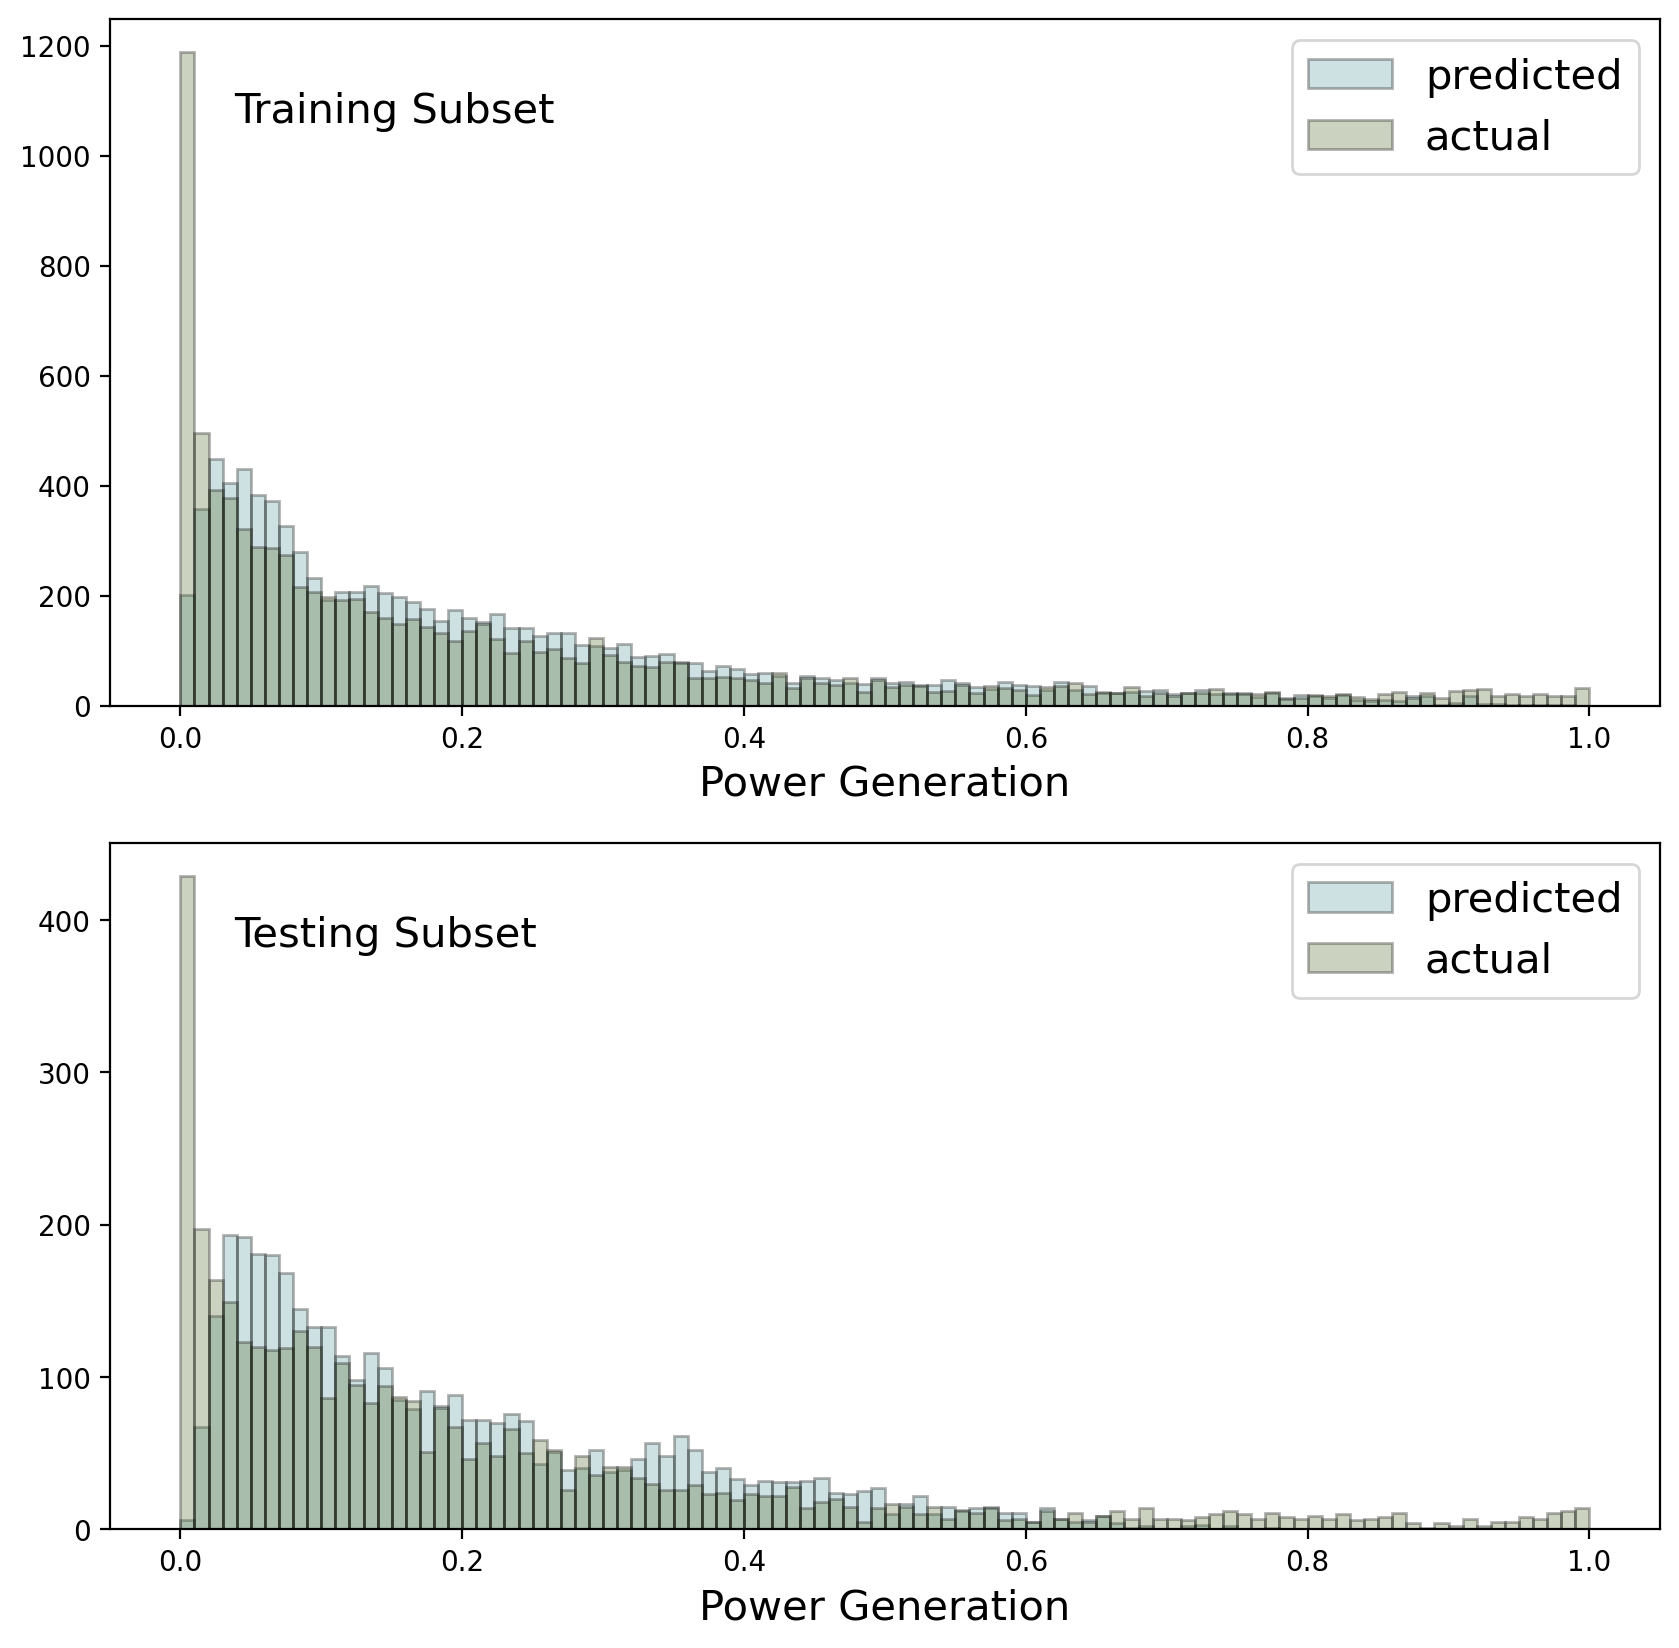 1200
Training Subset
predicted
actual
1000
800
600
400
200
0
0.0 0.2 0.4 0.6 0.8 1.0
Power Generation
Testing Subset
predicted
actual
400
300
200
100
0
0.0 0.2 0.4 0.6 0.8 1.0
Power Generation